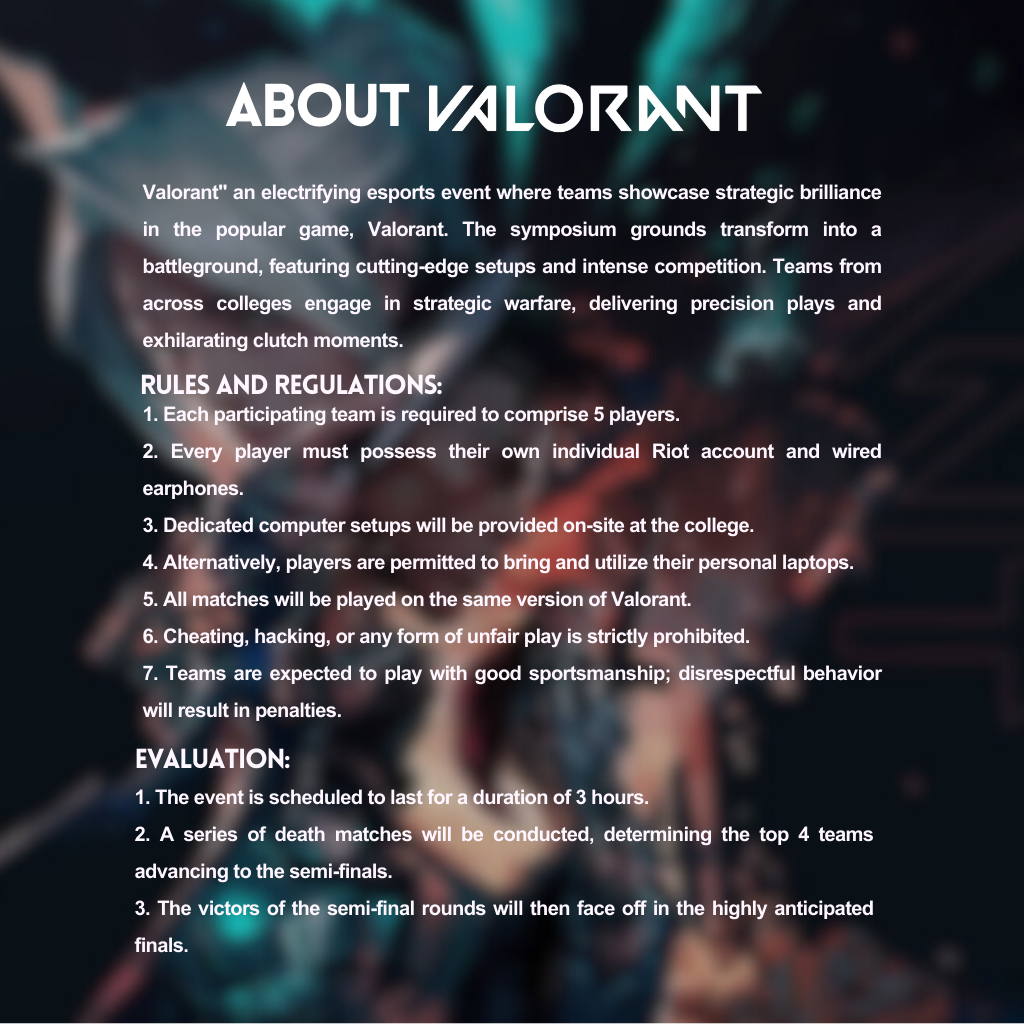 ABOUT VALORANT
Valorant" an electrifying esports event where teams showcase strategic brilliance
in the popular game, Valorant. The symposium grounds transform into a
battleground, featuring cutting-edge setups and intense competition. Teams from
across colleges engage in strategic warfare, delivering precision plays and
exhilarating clutch moments.
RULES AND REGULATIONS:
1. Each participating team is required to comprise 5 players.
2. Every player must possess their own individual Riot account and wired
earphones.
3. Dedicated computer setups will be provided on-site at the college.
4. Alternatively, players are permitted to bring and utilize their personal laptops.
5. All matches will be played on the same version of Valorant.
6. Cheating, hacking, or any form of unfair play is strictly prohibited.
7. Teams are expected to play with good sportsmanship; disrespectful behavior
will result in penalties.
EVALUATION:
1. The event is scheduled to last for a duration of 3 hours.
2. A series of death matches will be conducted, determining the top 4 teams
advancing to the semi-finals.
3. The victors of the semi-final rounds will then face off in the highly anticipated
finals.